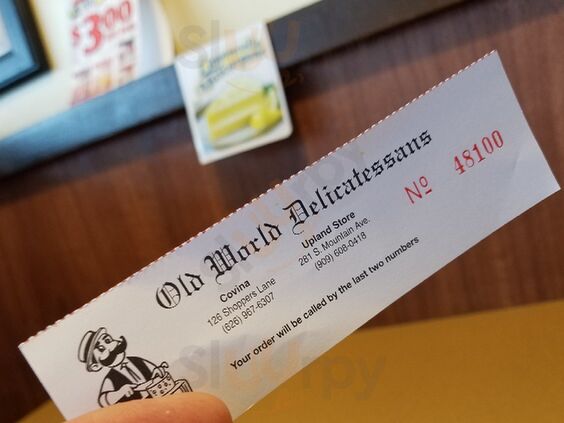 $3.00
Old World Delicatessans
Nº 48100
Covina
126 Shoppers Lane
(626) 967-6307
Upland Store
281 S. Mountain Ave.
(909) 608-0418
Your order will be called by the last two numbers